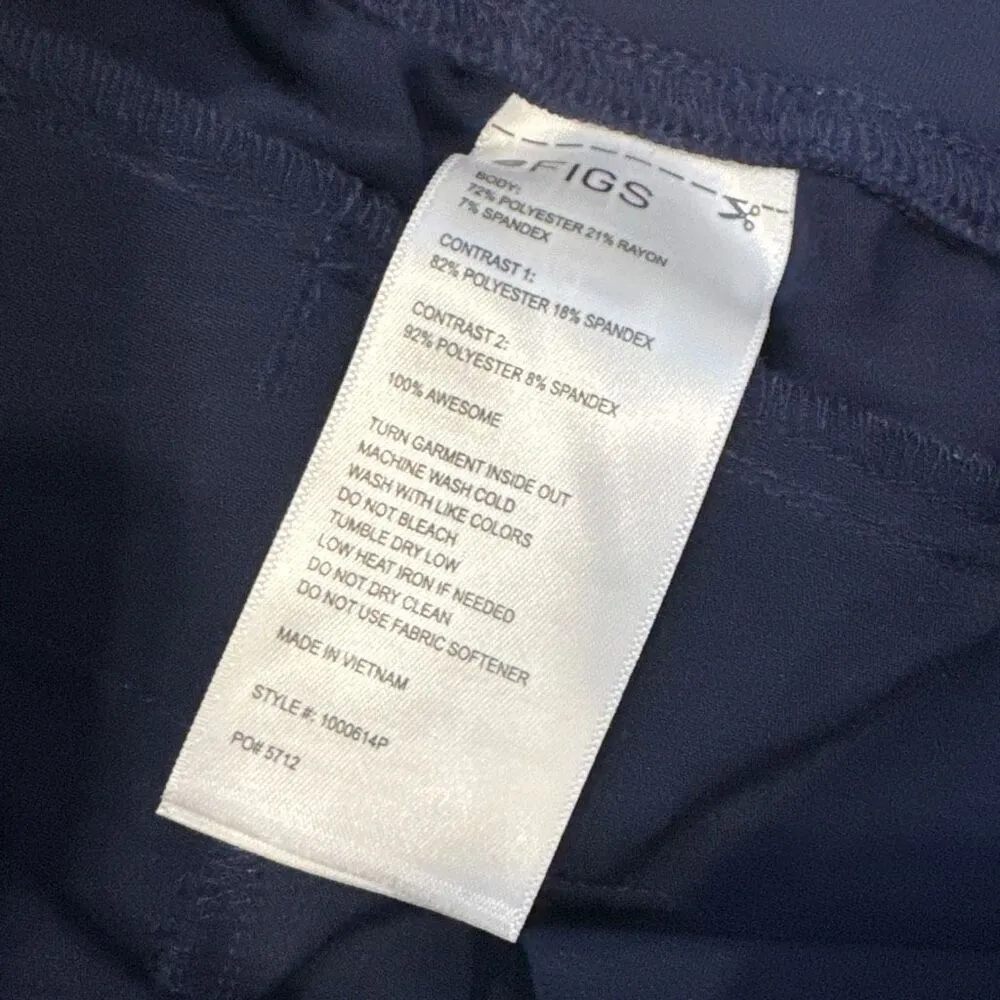 FIGS
BODY:
72% POLYESTER 21% RAYON
7% SPANDEX
CONTRAST 1:
82% POLYESTER 18% SPANDEX
CONTRAST 2:
92% POLYESTER 8% SPANDEX
100% AWESOME
TURN GARMENT INSIDE OUT
MACHINE WASH COLD
WASH WITH LIKE COLORS
DO NOT BLEACH
TUMBLE DRY LOW
LOW HEAT IRON IF NEEDED
DO NOT DRY CLEAN
DO NOT USE FABRIC SOFTENER
MADE IN VIETNAM
STYLE #: 1000614P
PO# 5712